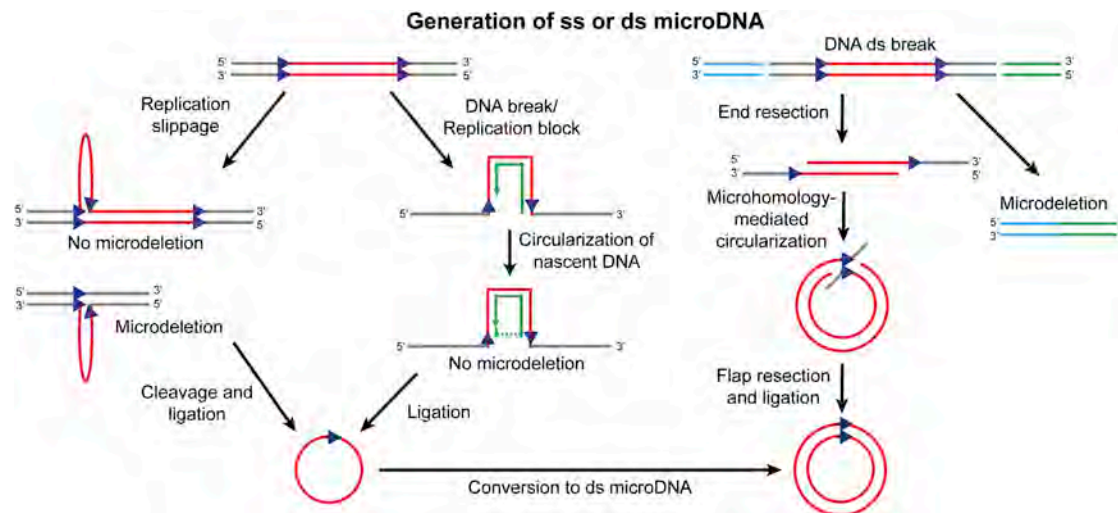 Generation of ss or ds microDNA
5' 3'
3' 5'
Replication
slippage
DNA break/
Replication block
5' 3'
3' 5'
No microdeletion
5' 3'
Circularization of
nascent DNA
3' 3'
3' 5'
Microdeletion
5' 3'
No microdeletion
Cleavage and
ligation
Ligation
Conversion to ds microDNA
DNA ds break
5' 3'
3' 5'
End resection
5' 3'
3' 5'
Microhomology-
mediated
circularization
Microdeletion
5' 3'
3' 5'
Flap resection
and ligation